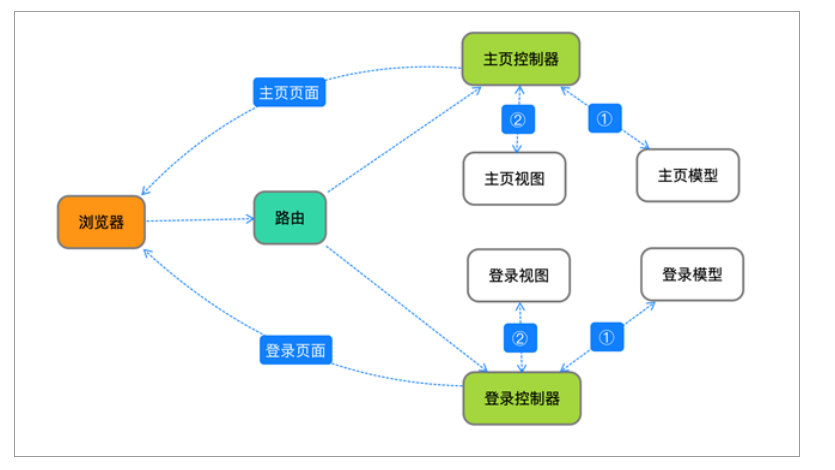 主页控制器
主页页面
②
①
主页视图
主页模型
浏览器
路由
登录视图
登录模型
②
①
登录页面
登录控制器